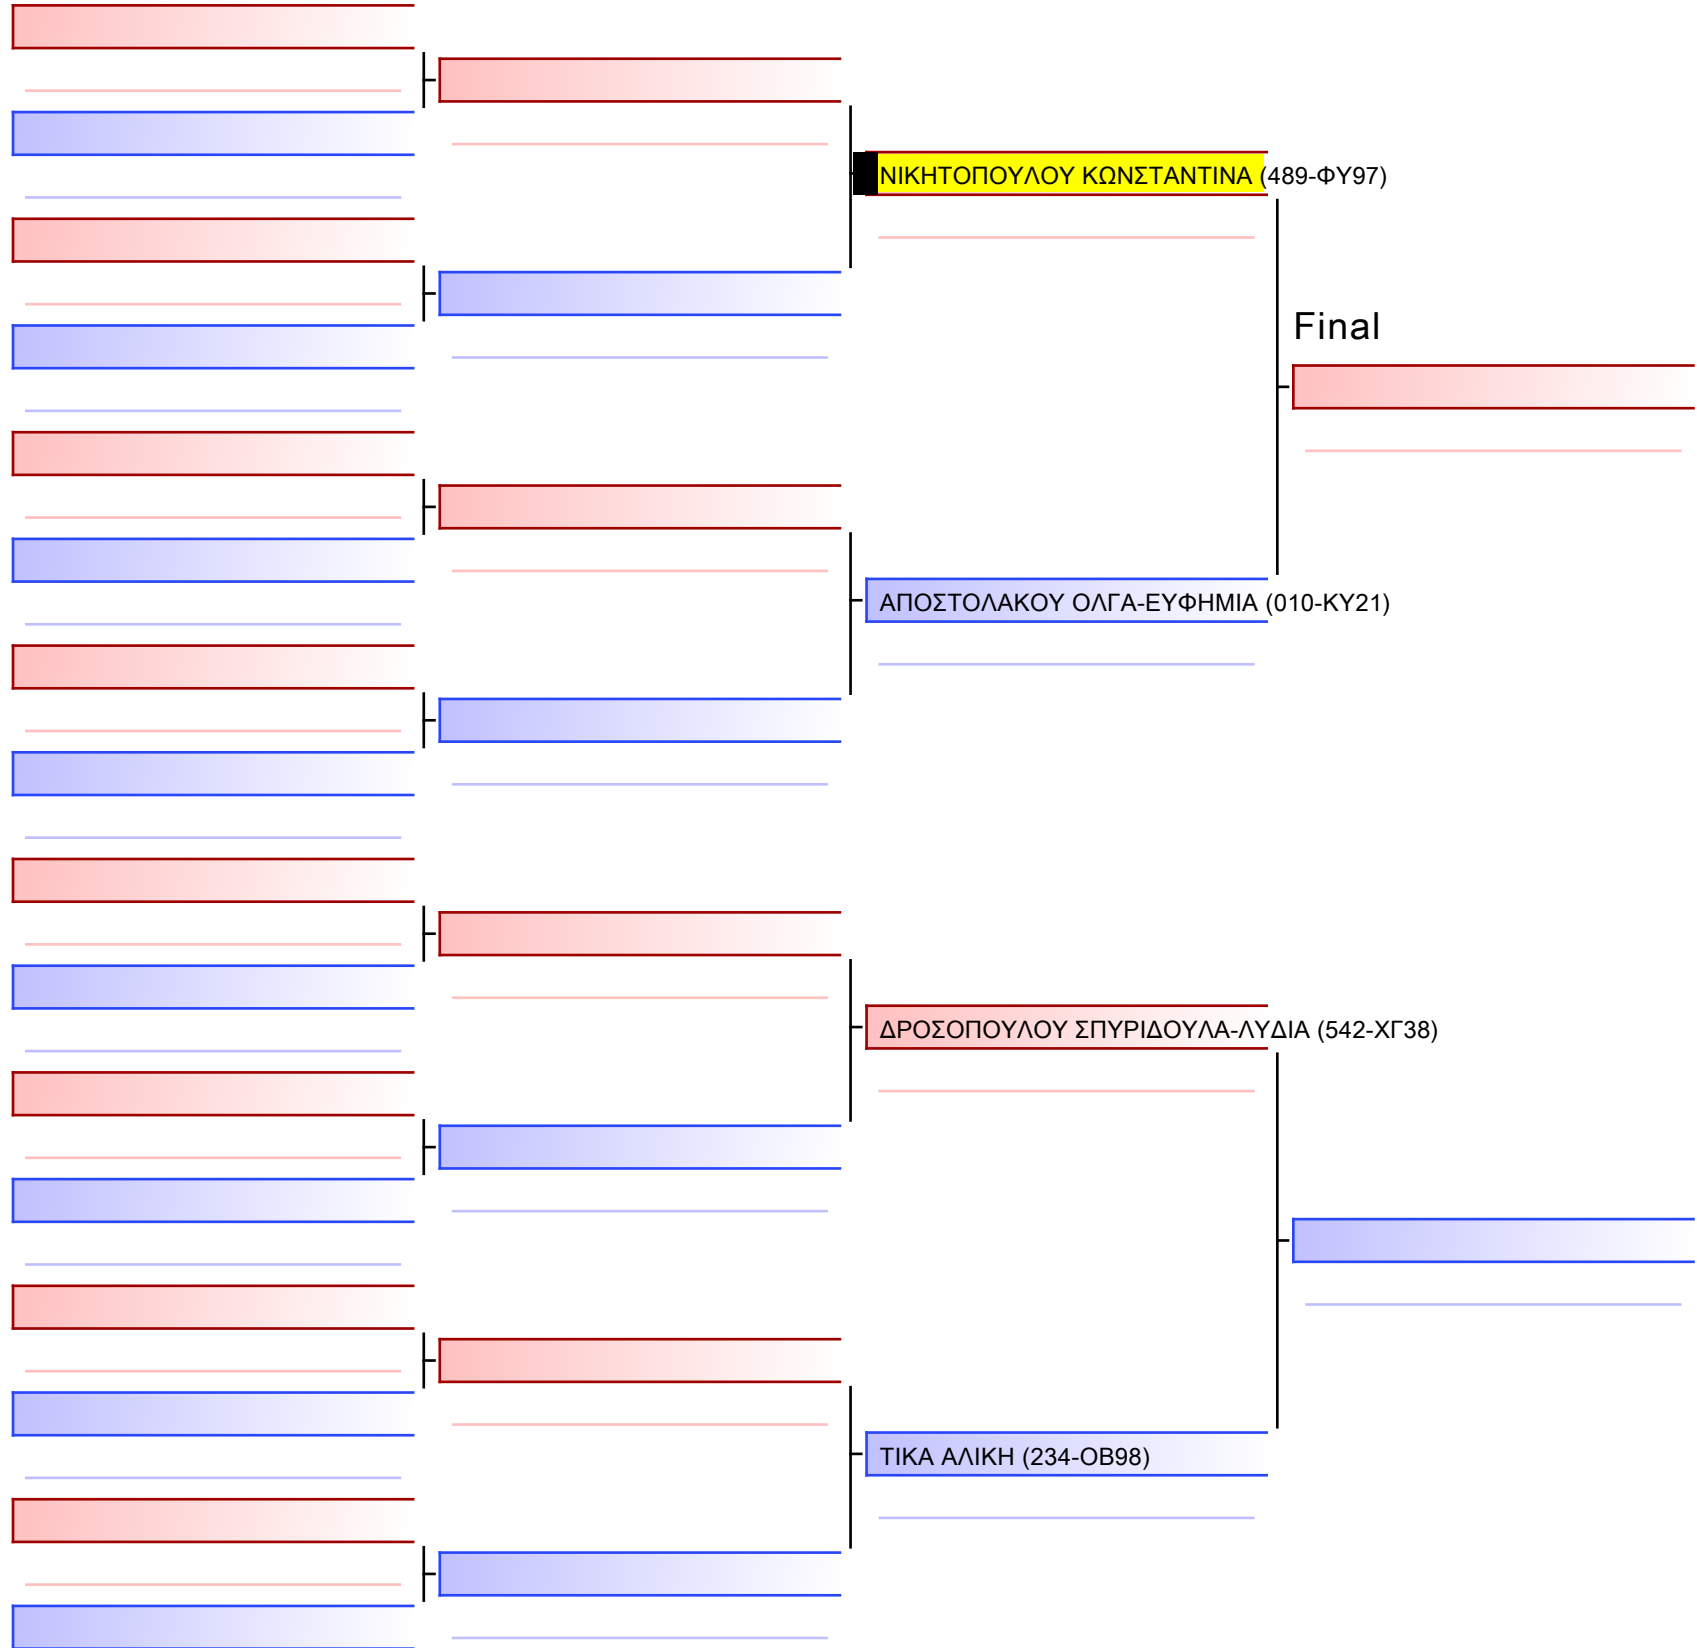 ΝΙΚΗΤΟΠΟΥΛΟΥ ΚΩΝΣΤΑΝΤΙΝΑ (489-ΦΥ97)
Final
ΑΠΟΣΤΟΛΑΚΟΥ ΟΛΓΑ-ΕΥΦΗΜΙΑ (010-ΚΥ21)
ΔΡΟΣΟΠΟΥΛΟΥ ΣΠΥΡΙΔΟΥΛΑ-ΛΥΔΙΑ (542-ΧΓ38)
ΤΙΚΑ ΑΛΙΚΗ (234-ΟΒ98)